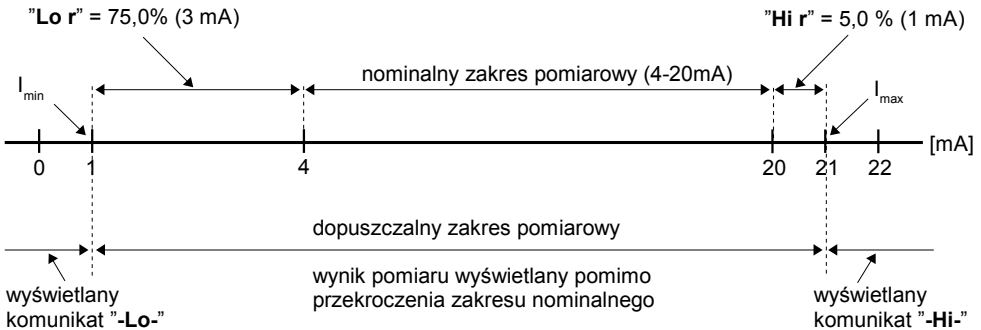 "Lo r" = 75,0% (3 mA)
"Hi r" = 5,0 % (1 mA)
nominalny zakres pomiarowy (4-20mA)
Imin
Imax
[mA]
0 1 4 20 21 22
dopuszczalny zakres pomiarowy
wynik pomiaru wyświetlany pomimo
przekroczenia zakresu nominalnego
wyświetlany
komunikat "-Lo-"
wyświetlany
komunikat "-Hi-"